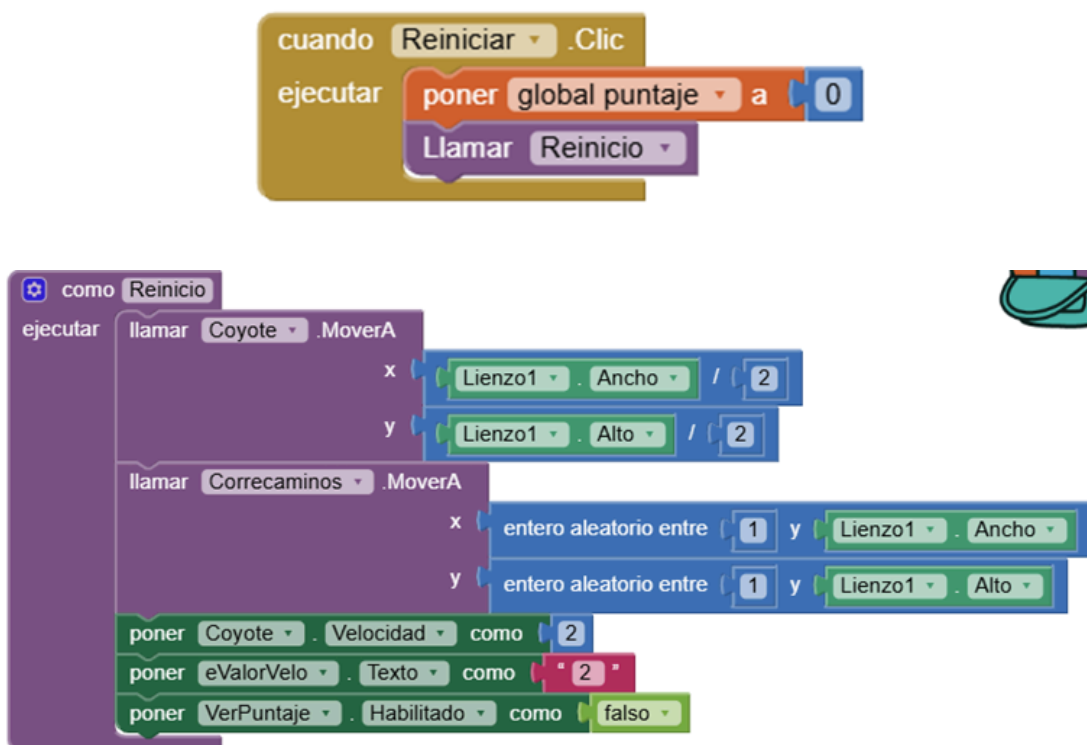 cuando Reiniciar .Clic
ejecutar poner global puntaje a 0
Llamar Reinicio
como Reinicio
ejecutar llamar Coyote .MoverA
x Lienzo1 . Ancho / 2
y Lienzo1 . Alto / 2
llamar Correcaminos .MoverA
x entero aleatorio entre 1 y Lienzo1 . Ancho
y entero aleatorio entre 1 y Lienzo1 . Alto
poner Coyote . Velocidad como 2
poner eValorVelo . Texto como " 2 "
poner VerPuntaje . Habilitado como falso